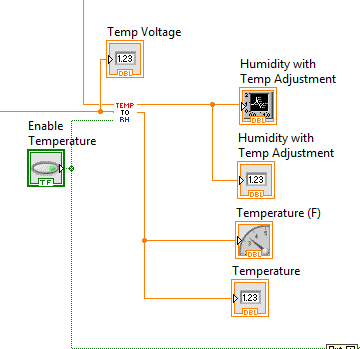 Temp Voltage
1.23
DBL
Humidity with
Temp Adjustment
DBL
TEMP
TO
RH
Enable
Temperature
TF
Humidity with
Temp Adjustment
1.23
DBL
Temperature (F)
DBL
Temperature
1.23
DBL